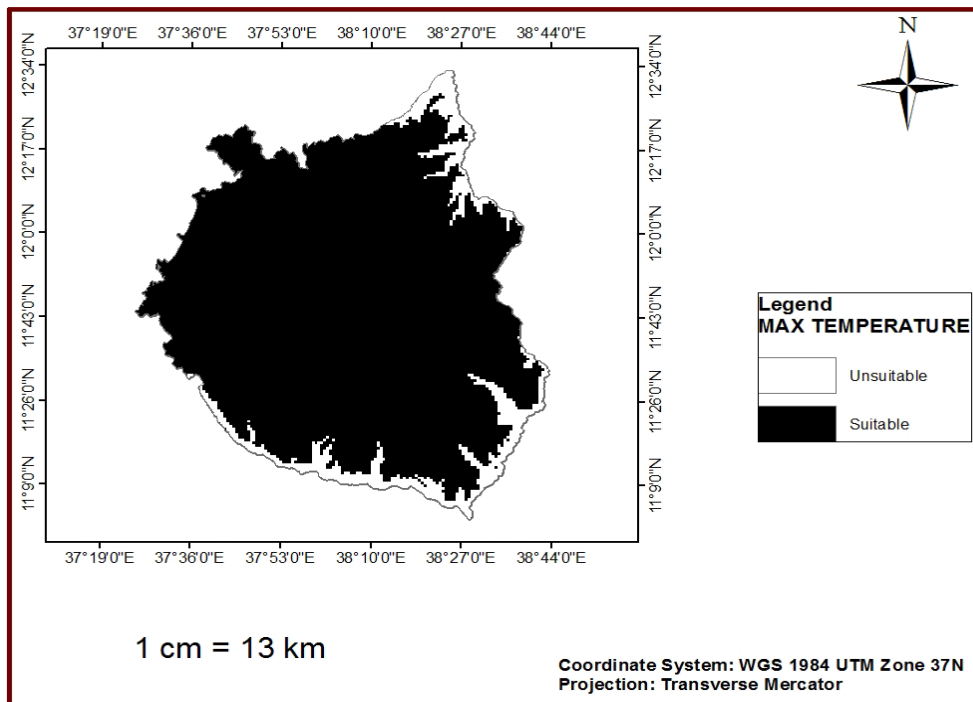 N
37°19'0"E 37°36'0"E 37°53'0"E 38°10'0"E 38°27'0"E 38°44'0"E
12°34'0"N 12°34'0"N
12°17'0"N 12°17'0"N
12°0'0"N 12°0'0"N
11°43'0"N 11°43'0"N
11°26'0"N 11°26'0"N
11°9'0"N 11°9'0"N
37°19'0"E 37°36'0"E 37°53'0"E 38°10'0"E 38°27'0"E 38°44'0"E
Legend
MAX TEMPERATURE
Unsuitable
Suitable
1 cm = 13 km
Coordinate System: WGS 1984 UTM Zone 37N
Projection: Transverse Mercator